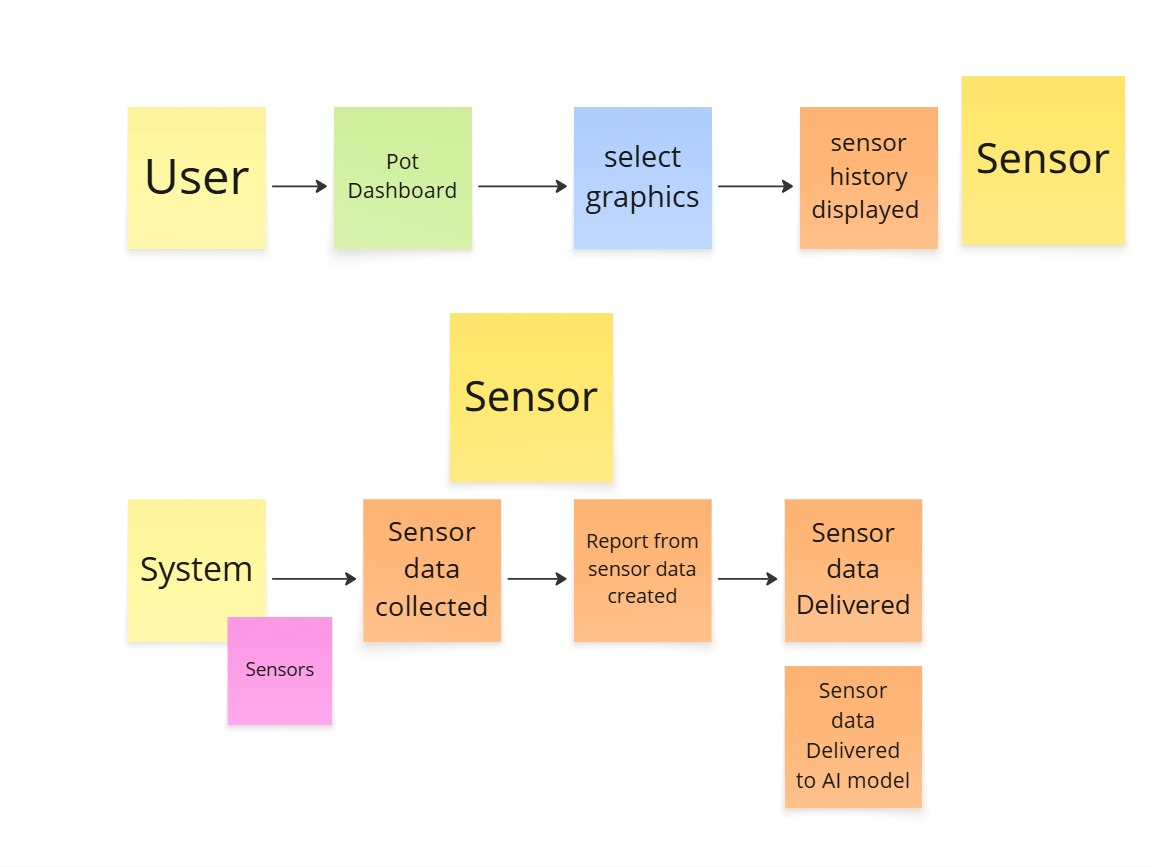 User
Pot
Dashboard
select
graphics
sensor
history
displayed
Sensor
Sensor
System
Sensors
Sensor
data
collected
Report from
sensor data
created
Sensor
data
Delivered
Sensor
data
Delivered
to AI model